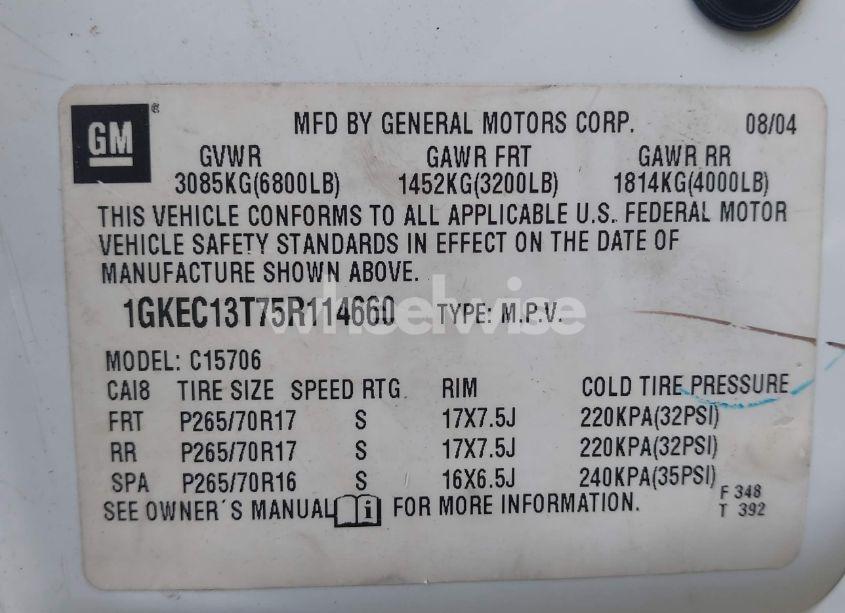 GM ®
MFD BY GENERAL MOTORS CORP. 08/04
GVWR GAWR FRT GAWR RR
3085KG(6800LB) 1452KG(3200LB) 1814KG(4000LB)
THIS VEHICLE CONFORMS TO ALL APPLICABLE U.S. FEDERAL MOTOR
VEHICLE SAFETY STANDARDS IN EFFECT ON THE DATE OF
MANUFACTURE SHOWN ABOVE.
1GKEC13T75R114660 TYPE: M.P.V.
wheelwise
MODEL: C15706
CAI8 TIRE SIZE SPEED RTG RIM COLD TIRE PRESSURE
FRT P265/70R17 S 17X7.5J 220KPA(32PSI)
RR P265/70R17 S 17X7.5J 220KPA(32PSI)
SPA P265/70R16 S 16X6.5J 240KPA(35PSI)
SEE OWNER'S MANUAL i FOR MORE INFORMATION.
F 348
T 392